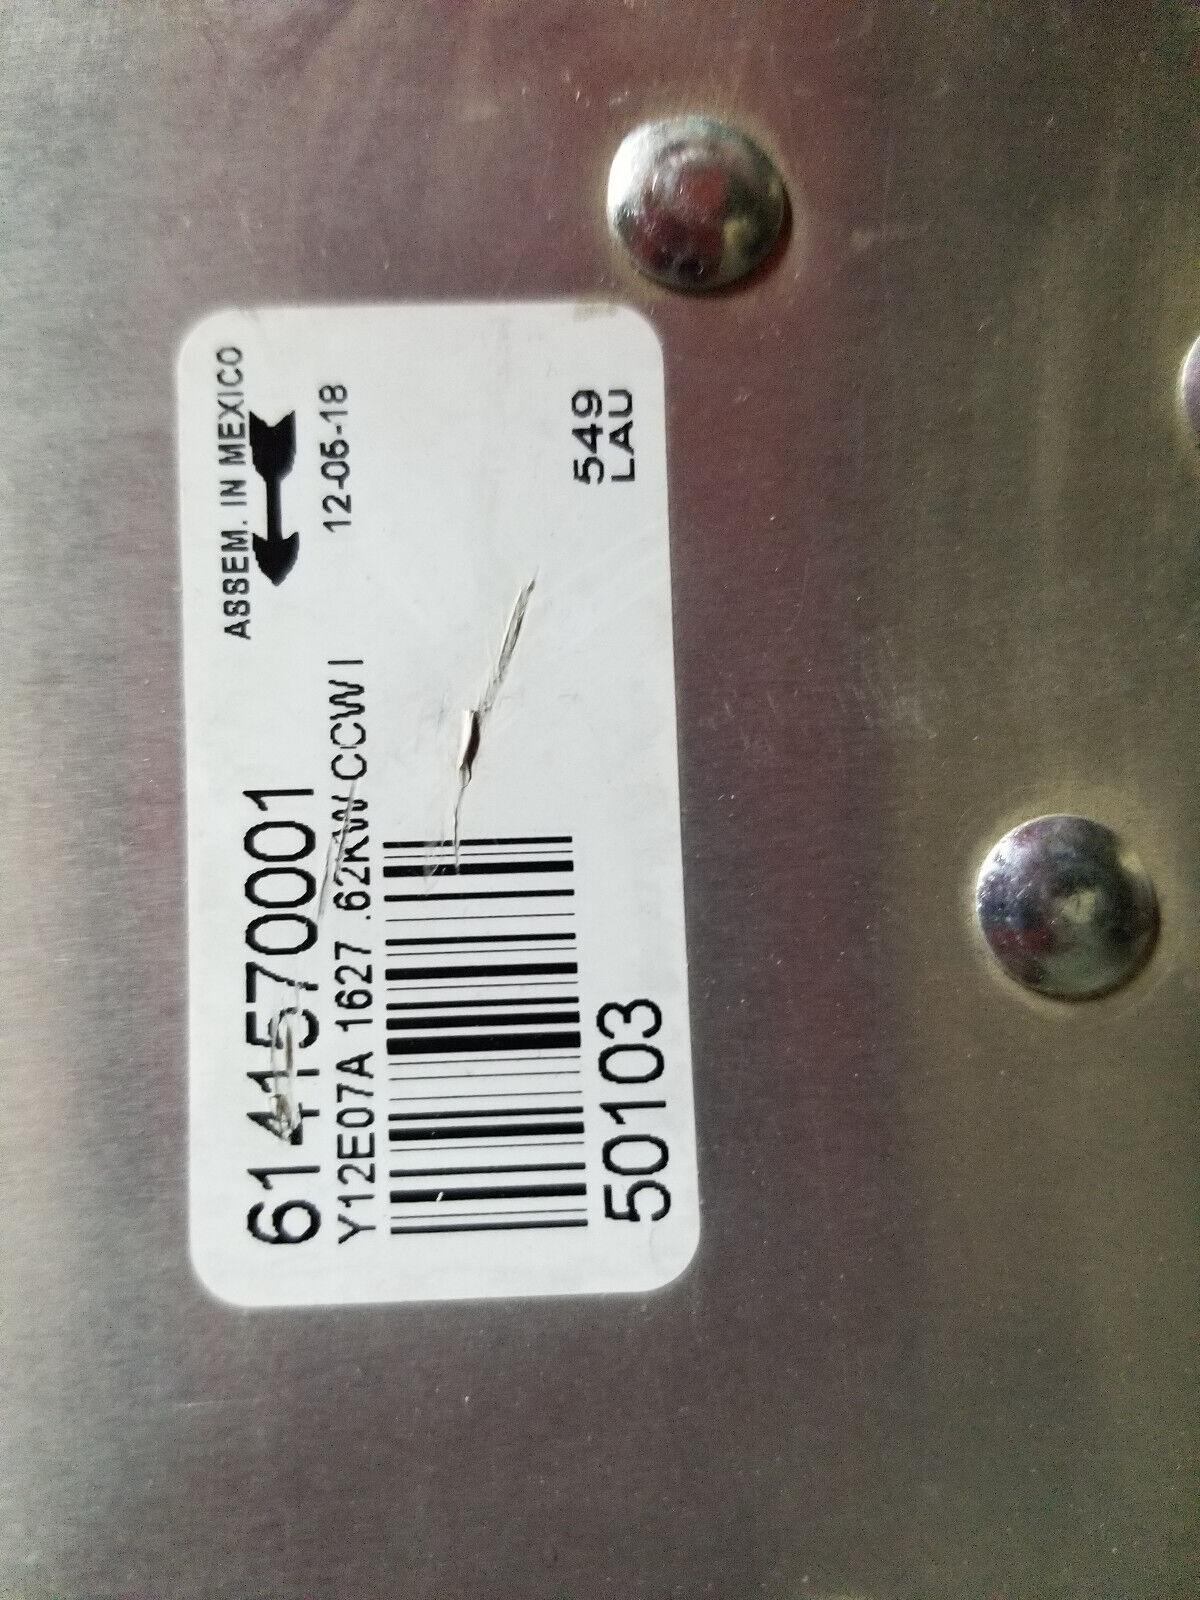 ASSEM. IN MEXICO
6141570001
12-05-18
Y12E07A 1627 .62KW CCW I
50103
549
LAU